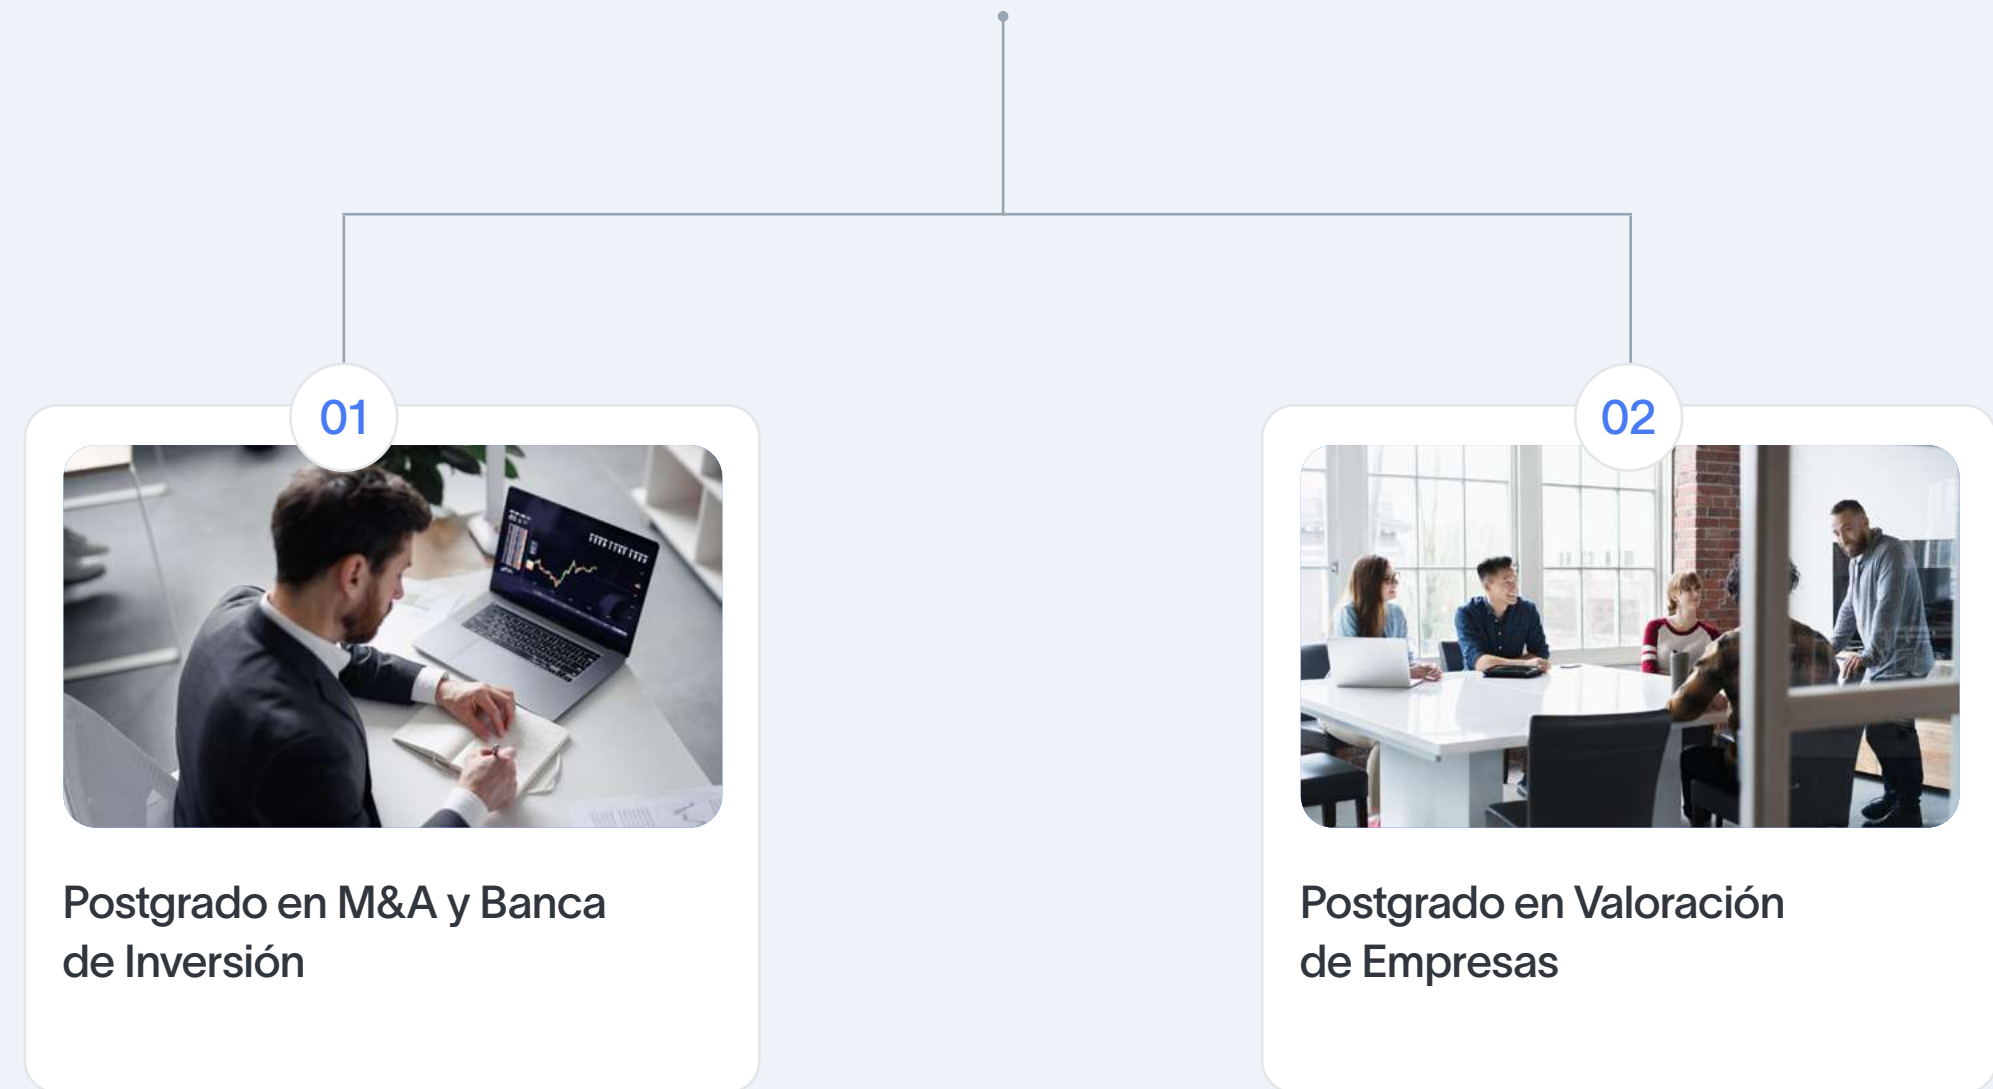 01
02
Postgrado en M&A y Banca
de Inversión
Postgrado en Valoración
de Empresas